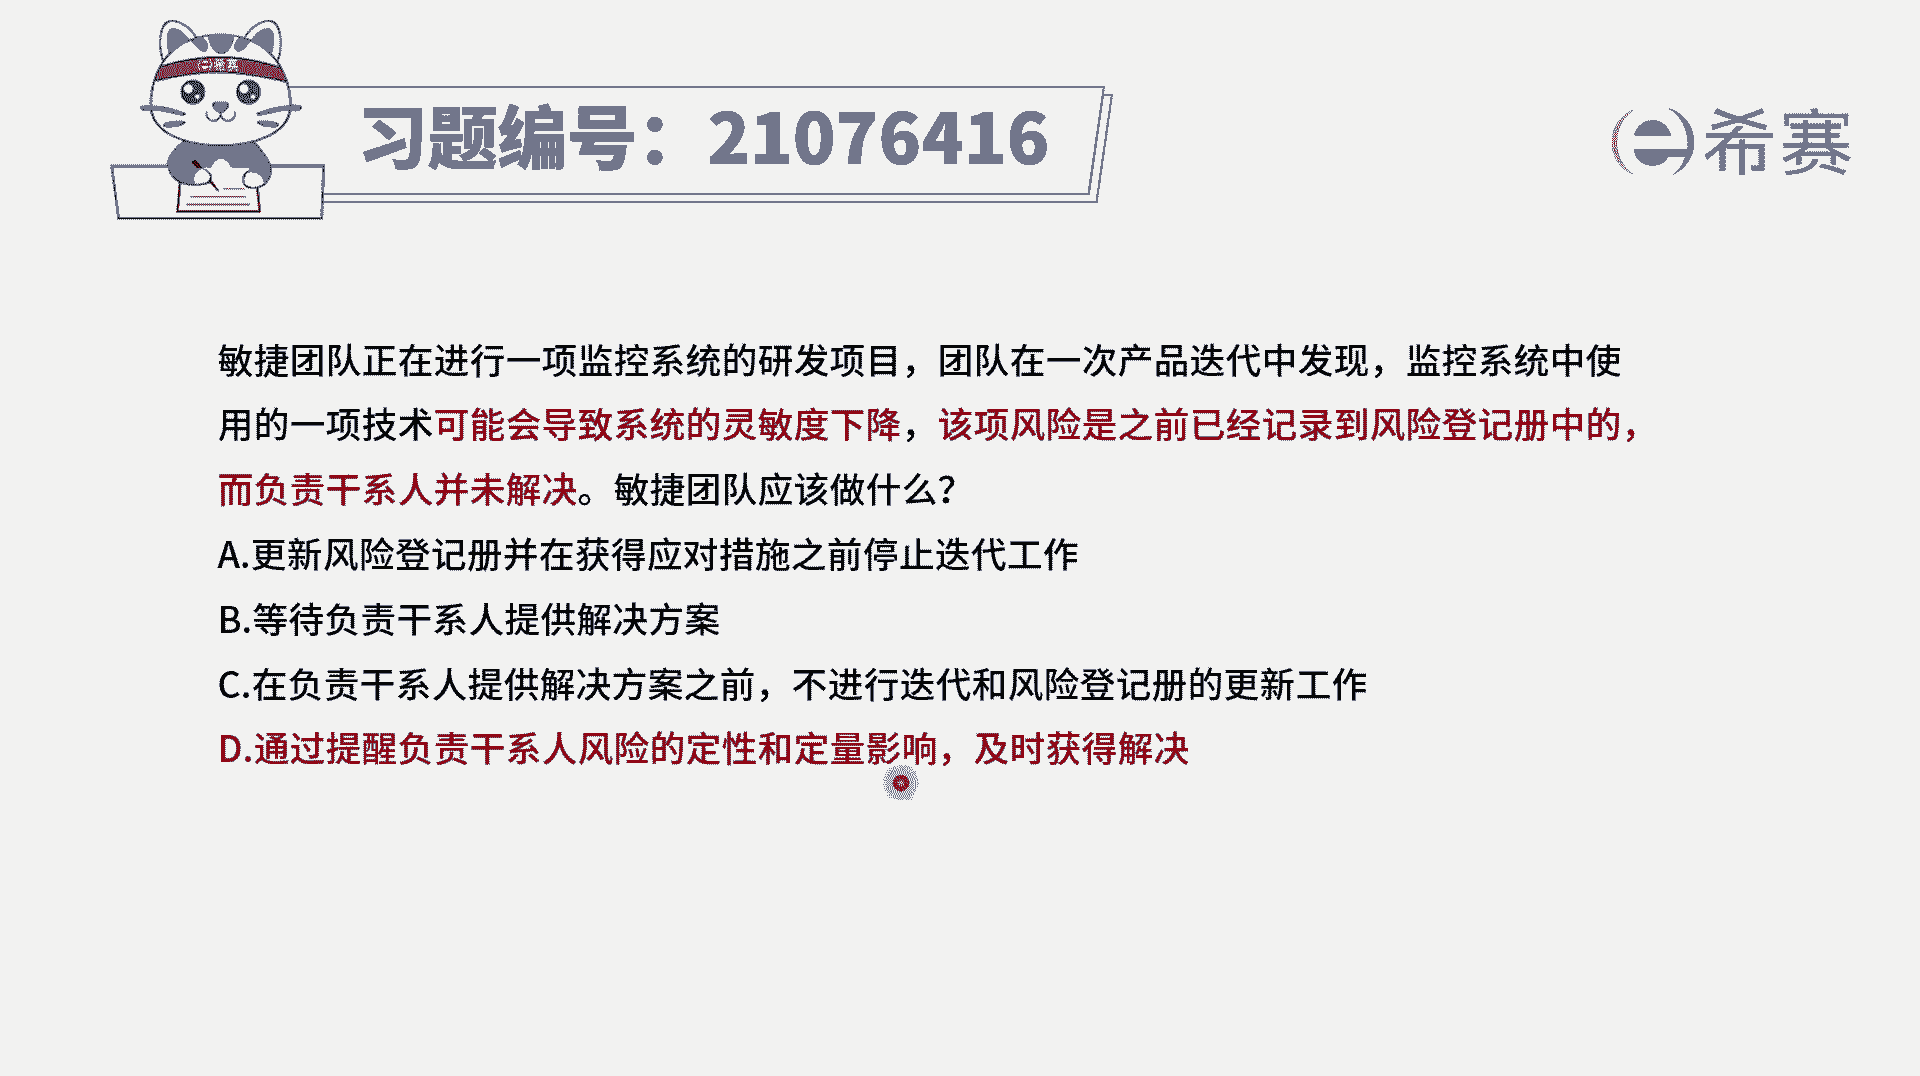 习题编号：21076416
希赛
敏捷团队正在进行一项监控系统的研发项目，团队在一次产品迭代中发现，监控系统中使
用的一项技术可能会导致系统的灵敏度下降，该项风险是之前已经记录到风险登记册中的，
而负责干系人并未解决。敏捷团队应该做什么？
A.更新风险登记册并在获得应对措施之前停止迭代工作
B.等待负责干系人提供解决方案
C.在负责干系人提供解决方案之前，不进行迭代和风险登记册的更新工作
D.通过提醒负责干系人风险的定性和定量影响，及时获得解决